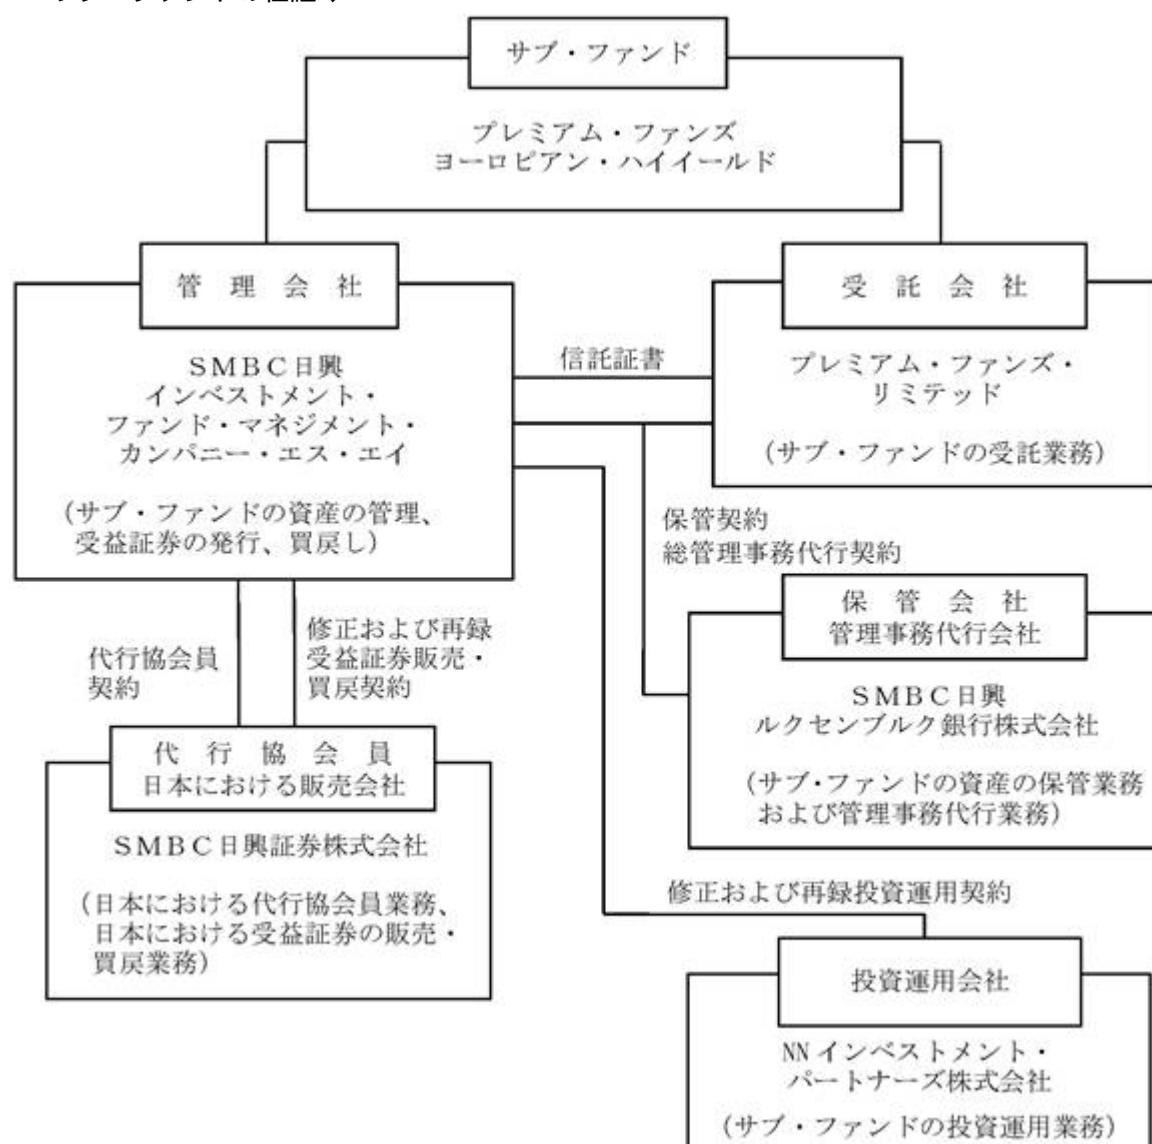 サブ・ファンド
プレミアム・ファンズ
ヨーロピアン・ハイイールド
管理会社
SMBC日興
インベストメント・
ファンド・マネジメント・
カンパニー・エス・エイ
(サブ・ファンドの資産の管理、
受益証券の発行、買戻し)
信託証書
受託会社
プレミアム・ファンズ・
リミテッド
(サブ・ファンドの受託業務)
保管契約
総管理事務代行契約
保管会社
管理事務代行会社
SMBC日興
ルクセンブルク銀行株式会社
(サブ・ファンドの資産の保管業務
および管理事務代行業務)
代行協会員
契約
修正および再録
受益証券販売・
買戻契約
代行協会員
日本における販売会社
SMBC日興証券株式会社
(日本における代行協会員業務、
日本における受益証券の販売・
買戻業務)
修正および再録投資運用契約
投資運用会社
NNインベストメント・
パートナーズ株式会社
(サブ・ファンドの投資運用業務)